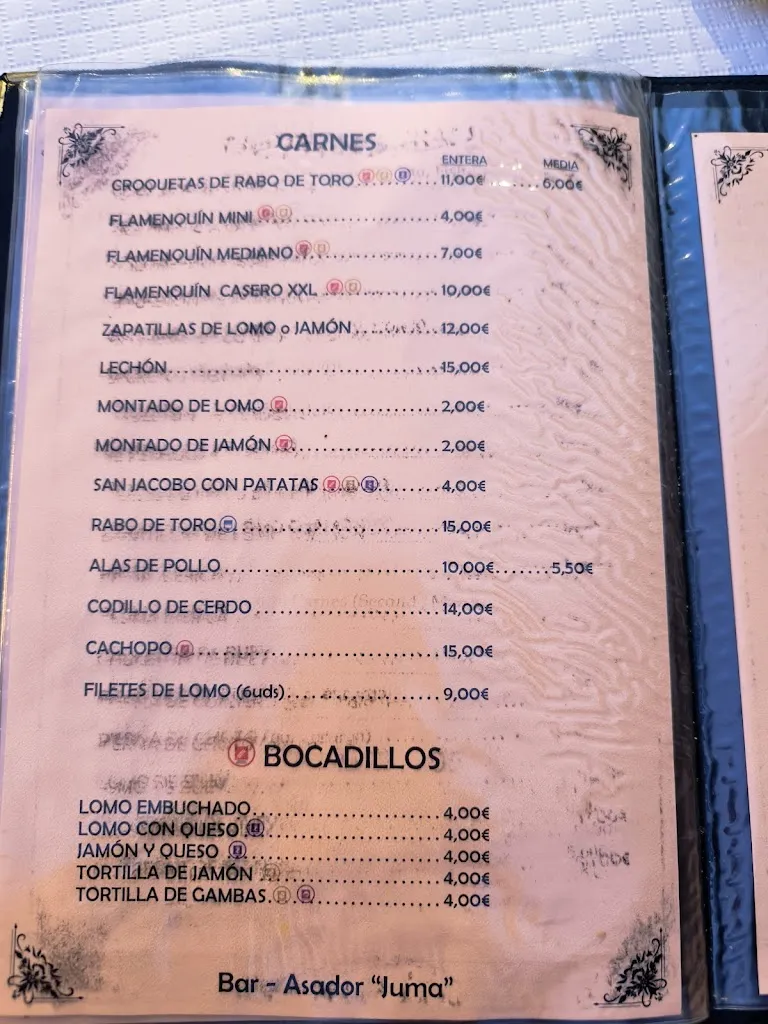 CARNES
ENTERA MEDIA
CROQUETAS DE RABO DE TORO 11,00€ 6,00€
FLAMENQUÍN MINI 4,00€
FLAMENQUÍN MEDIANO 7,00€
FLAMENQUÍN CASERO XXL 10,00€
ZAPATILLAS DE LOMO o JAMÓN 12,00€
LECHÓN 15,00€
MONTADO DE LOMO 2,00€
MONTADO DE JAMÓN 2,00€
SAN JACOBO CON PATATAS 4,00€
RABO DE TORO 15,00€
ALAS DE POLLO 10,00€ 5,50€
CODILLO DE CERDO 14,00€
CACHOPO 15,00€
FILETES DE LOMO (6uds) 9,00€
BOCADILLOS
LOMO EMBUCHADO 4,00€
LOMO CON QUESO 4,00€
JAMÓN Y QUESO 4,00€
TORTILLA DE JAMÓN 4,00€
TORTILLA DE GAMBAS 4,00€
Bar - Asador "Juma"